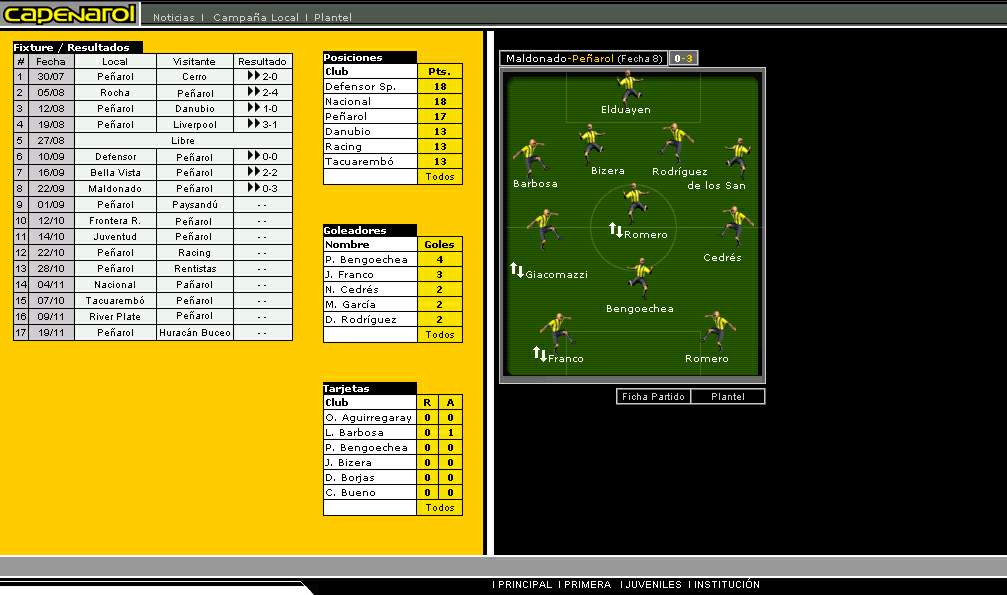 CAPENAROL
Noticias | Campaña Local | Plantel
Fixture / Resultados
# Fecha Local Visitante Resultado
1 30/07 Peñarol Cerro 2-0
2 05/08 Rocha Peñarol 2-4
3 12/08 Peñarol Danubio 1-0
4 19/08 Peñarol Liverpool 3-1
5 27/08 Libre
6 10/09 Defensor Peñarol 0-0
7 16/09 Bella Vista Peñarol 2-2
8 22/09 Maldonado Peñarol 0-3
9 01/09 Peñarol Paysandú - -
10 12/10 Frontera R. Peñarol - -
11 14/10 Juventud Peñarol - -
12 22/10 Peñarol Racing - -
13 28/10 Peñarol Rentistas - -
14 04/11 Nacional Pañarol - -
15 07/10 Tacuarembó Peñarol - -
16 09/11 River Plate Peñarol - -
17 19/11 Peñarol Huracán Buceo - -
Posiciones
Club Pts.
Defensor Sp. 18
Nacional 18
Peñarol 17
Danubio 13
Racing 13
Tacuarembó 13
Todos
Goleadores
Nombre Goles
P. Bengoechea 4
J. Franco 3
N. Cedrés 2
M. García 2
D. Rodríguez 2
Todos
Tarjetas
Club R A
O. Aguirregaray 0 0
L. Barbosa 0 1
P. Bengoechea 0 0
J. Bizera 0 0
D. Borjas 0 0
C. Bueno 0 0
Todos
Maldonado-Peñarol (Fecha 8) 0-3
Elduayen
Barbosa
Bizera
Rodríguez
de los San
Romero
Cedrés
Giacomazzi
Bengoechea
Franco
Romero
Ficha Partido Plantel
| PRINCIPAL | PRIMERA | JUVENILES | INSTITUCIÓN